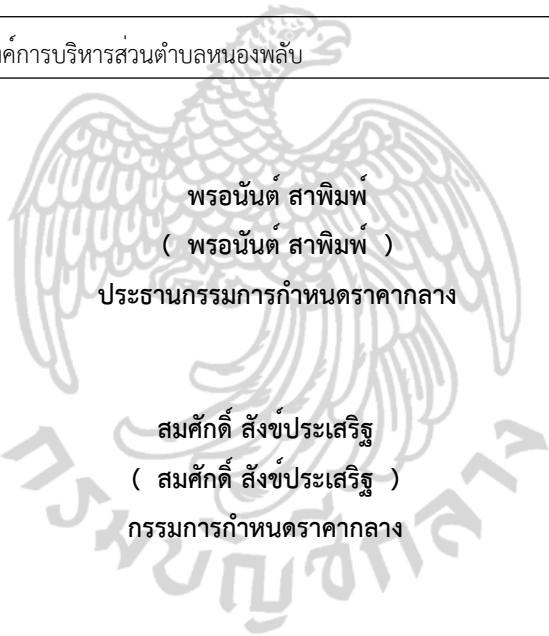 องค์การบริหารส่วนตำบลหนองพลับ
พรอนันต์ สาพิมพ์
( พรอนันต์ สาพิมพ์ )
ประธานกรรมการกำหนดราคากลาง
สมศักดิ์ สังข์ประเสริฐ
( สมศักดิ์ สังข์ประเสริฐ )
กรรมการกำหนดราคากลาง
กรมบัญชีกลาง